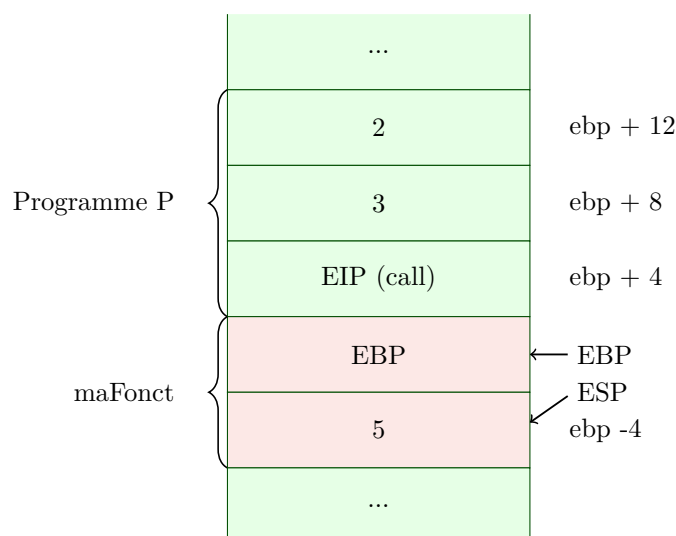 ...
2 ebp + 12
Programme P 3 ebp + 8
EIP (call) ebp + 4
EBP EBP
maFonct ESP
5 ebp -4
...